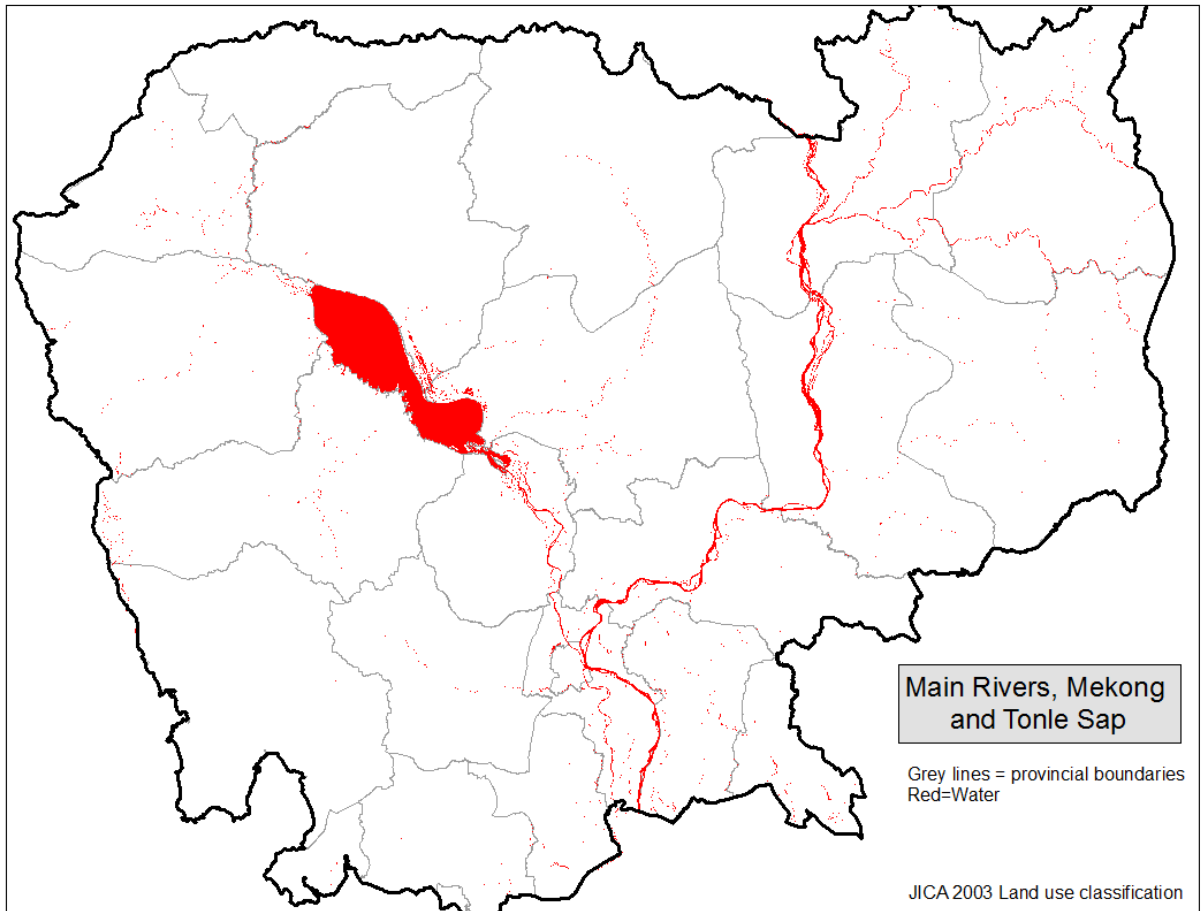 Main Rivers, Mekong
and Tonle Sap
Grey lines = provincial boundaries
Red=Water
JICA 2003 Land use classification